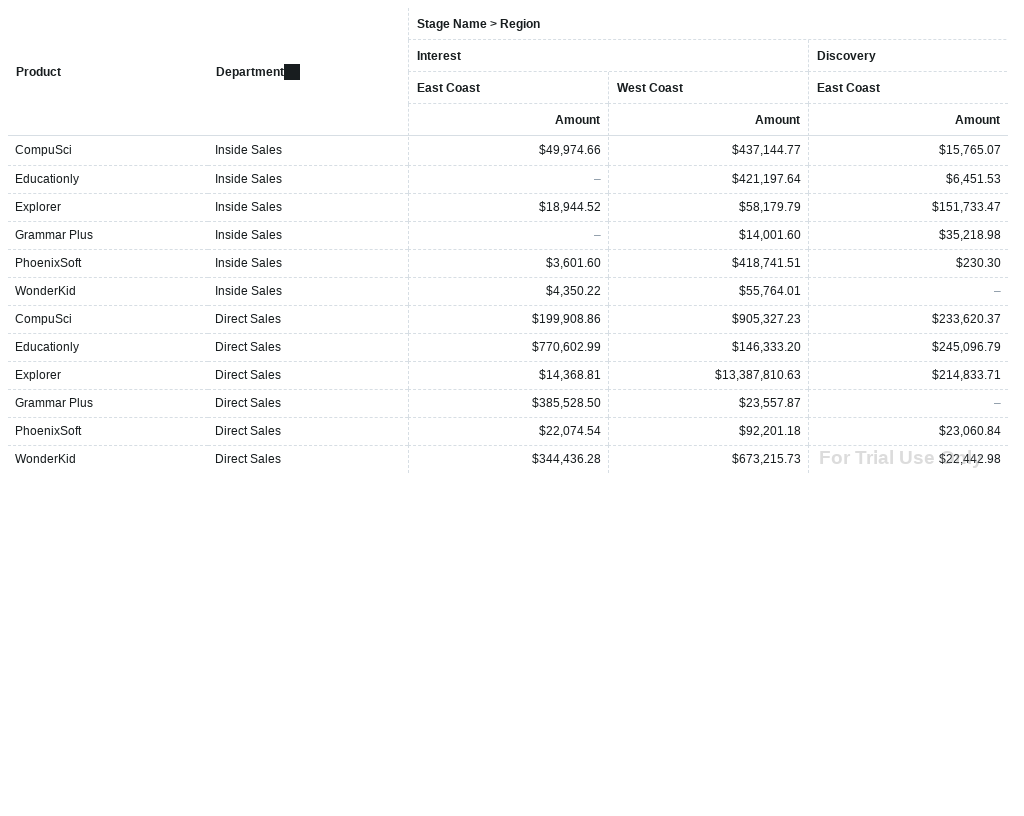 Stage Name > Region
Product Department Interest Discovery
East Coast West Coast East Coast
Amount Amount Amount
CompuSci Inside Sales $49,974.66 $437,144.77 $15,765.07
Educationly Inside Sales – $421,197.64 $6,451.53
Explorer Inside Sales $18,944.52 $58,179.79 $151,733.47
Grammar Plus Inside Sales – $14,001.60 $35,218.98
PhoenixSoft Inside Sales $3,601.60 $418,741.51 $230.30
WonderKid Inside Sales $4,350.22 $55,764.01 –
CompuSci Direct Sales $199,908.86 $905,327.23 $233,620.37
Educationly Direct Sales $770,602.99 $146,333.20 $245,096.79
Explorer Direct Sales $14,368.81 $13,387,810.63 $214,833.71
Grammar Plus Direct Sales $385,528.50 $23,557.87 –
PhoenixSoft Direct Sales $22,074.54 $92,201.18 $23,060.84
WonderKid Direct Sales $344,436.28 $673,215.73 $22,442.98
For Trial Use Only